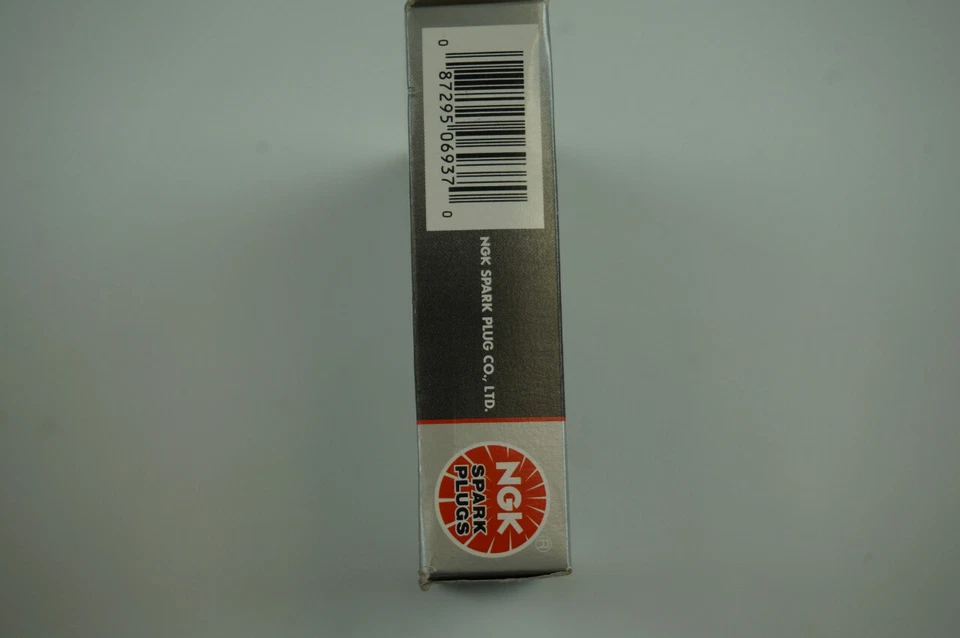 0 87295 06937 0
NGK SPARK PLUG CO., LTD.
NGK
SPARK
PLUGS
®